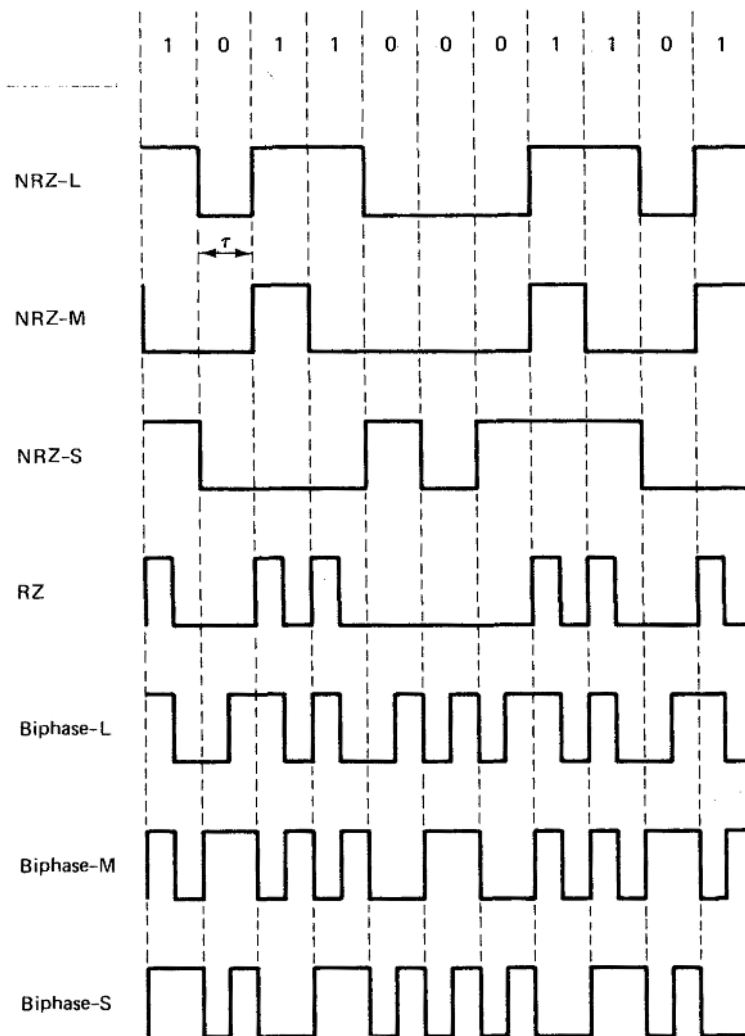 1 0 1 1 0 0 0 1 1 0 1
NRZ-L
τ
NRZ-M
NRZ-S
RZ
Biphase-L
Biphase-M
Biphase-S